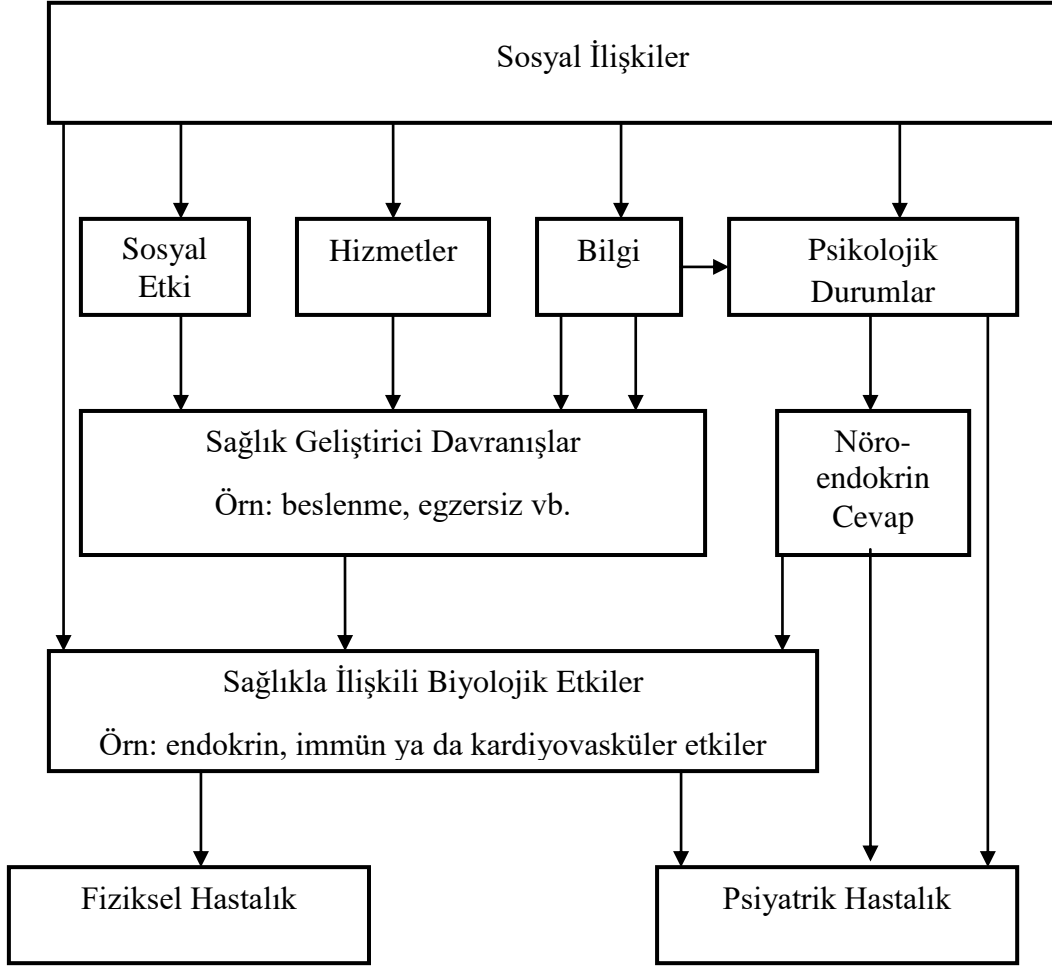 Sosyal İlişkiler
Sosyal
Etki
Hizmetler
Bilgi
Psikolojik
Durumlar
Sağlık Geliştirici Davranışlar
Örn: beslenme, egzersiz vb.
Nöro-
endokrin
Cevap
Sağlıkla İlişkili Biyolojik Etkiler
Örn: endokrin, immün ya da kardiyovasküler etkiler
Fiziksel Hastalık
Psiyatrik Hastalık